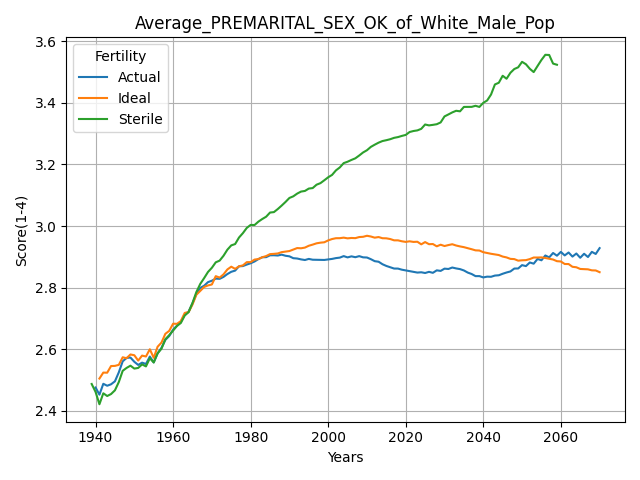 Average_PREMARITAL_SEX_OK_of_White_Male_Pop
3.6
3.4
3.2
3.0
2.8
2.6
2.4
Score(1-4)
Fertility
Actual
Ideal
Sterile
1940 1960 1980 2000 2020 2040 2060
Years